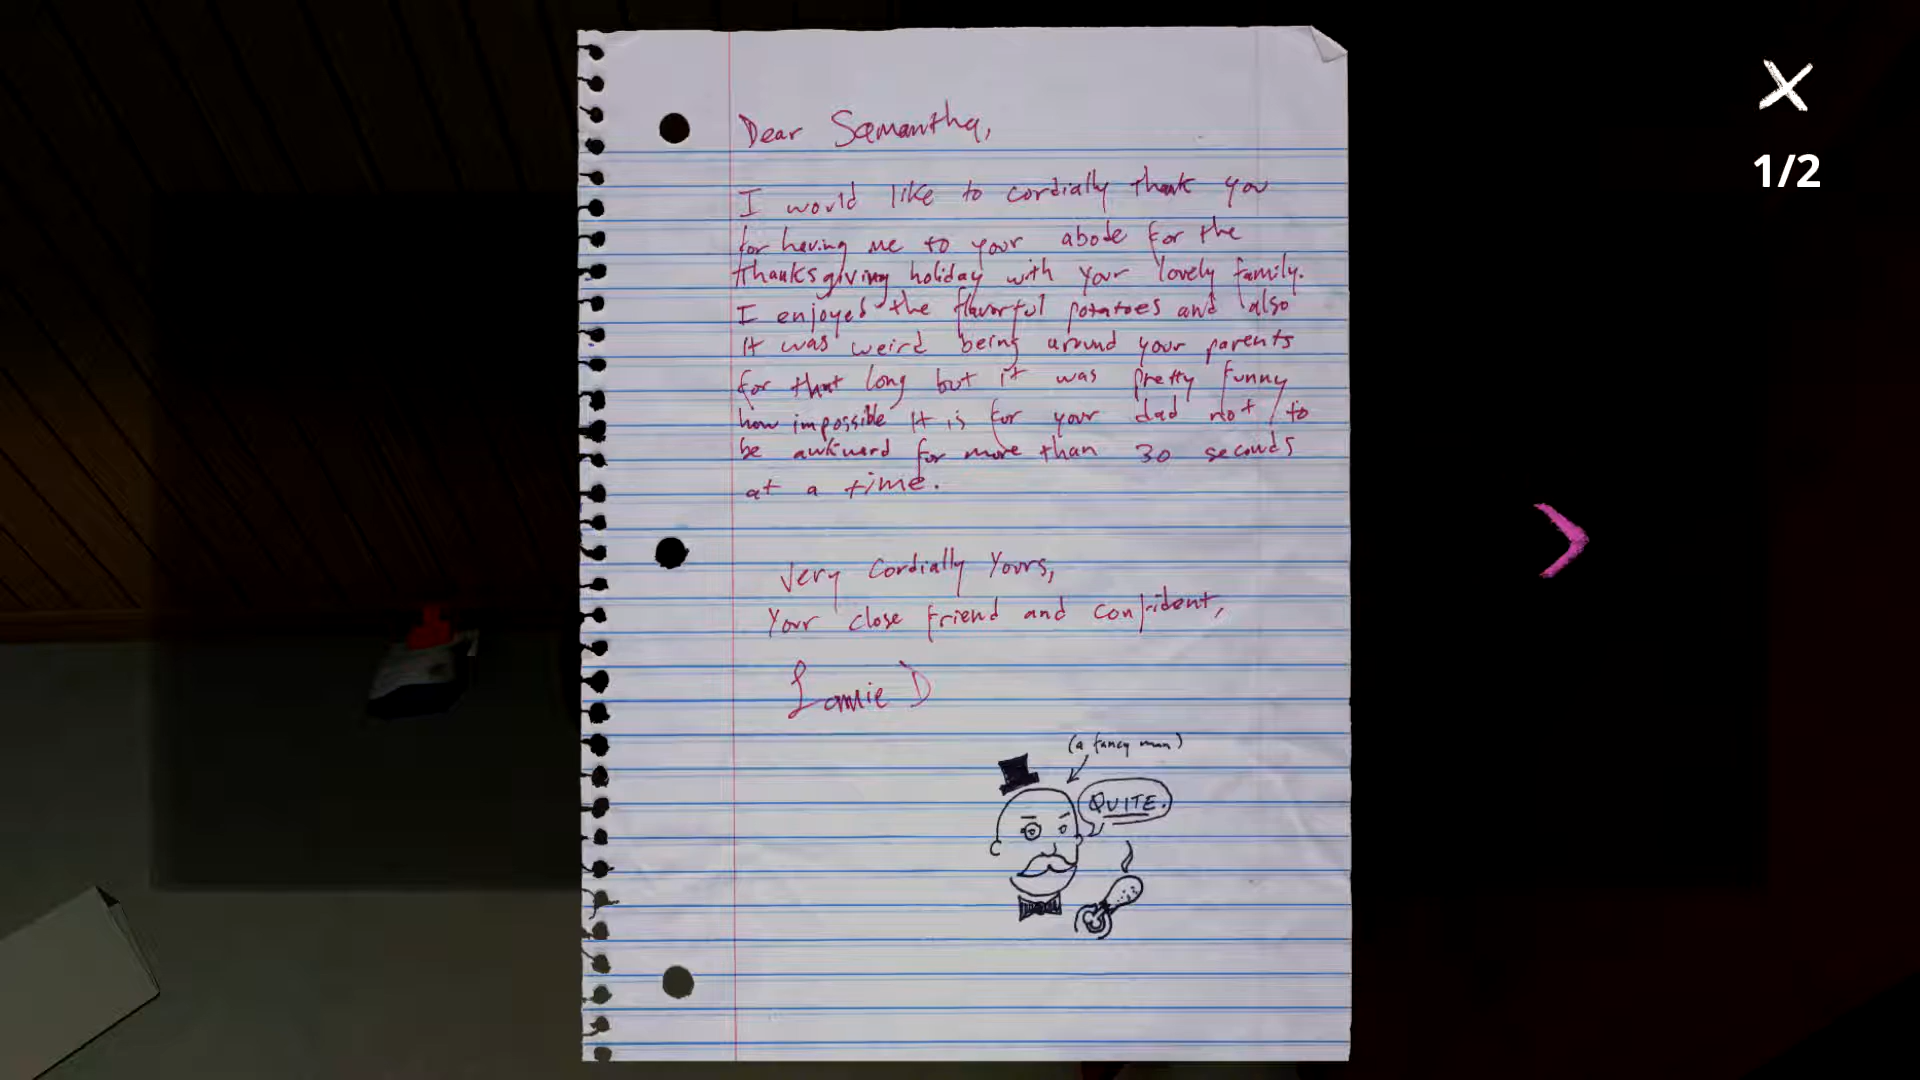 1/2
Dear Samantha,
I would like to cordially thank you
for having me to your abode for the
thanksgiving holiday with your lovely family.
I enjoyed the flavorful potatoes and also
it was weird being around your parents
for that long but it was pretty funny
how impossible it is for your dad not to
be awkward for more than 30 seconds
at a time.
Very Cordially Yours,
Your close friend and confident,
Lonnie D
(a fancy man)
QUITE.